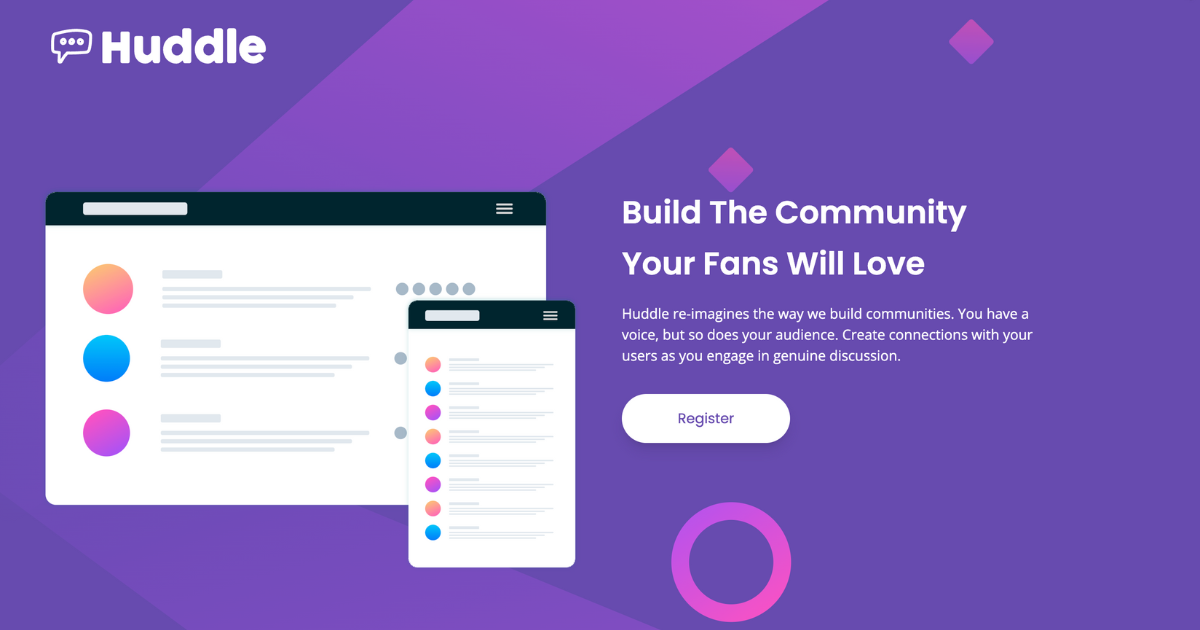 Huddle
Build The Community
Your Fans Will Love
Huddle re-imagines the way we build communities. You have a
voice, but so does your audience. Create connections with your
users as you engage in genuine discussion.
Register